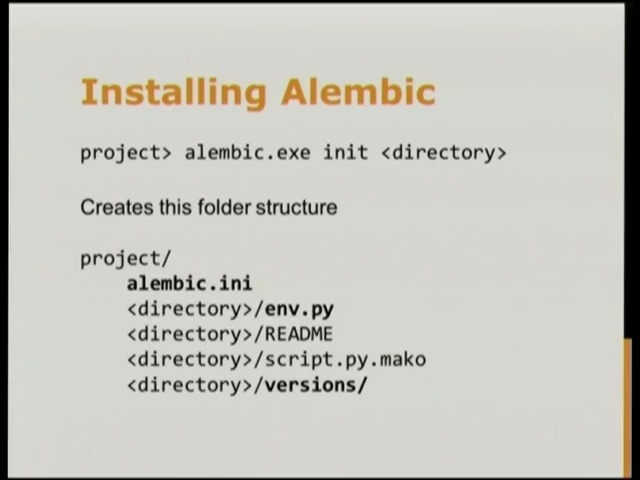 Installing Alembic
project> alembic.exe init <directory>
Creates this folder structure
project/
alembic.ini
<directory>/env.py
<directory>/README
<directory>/script.py.mako
<directory>/versions/